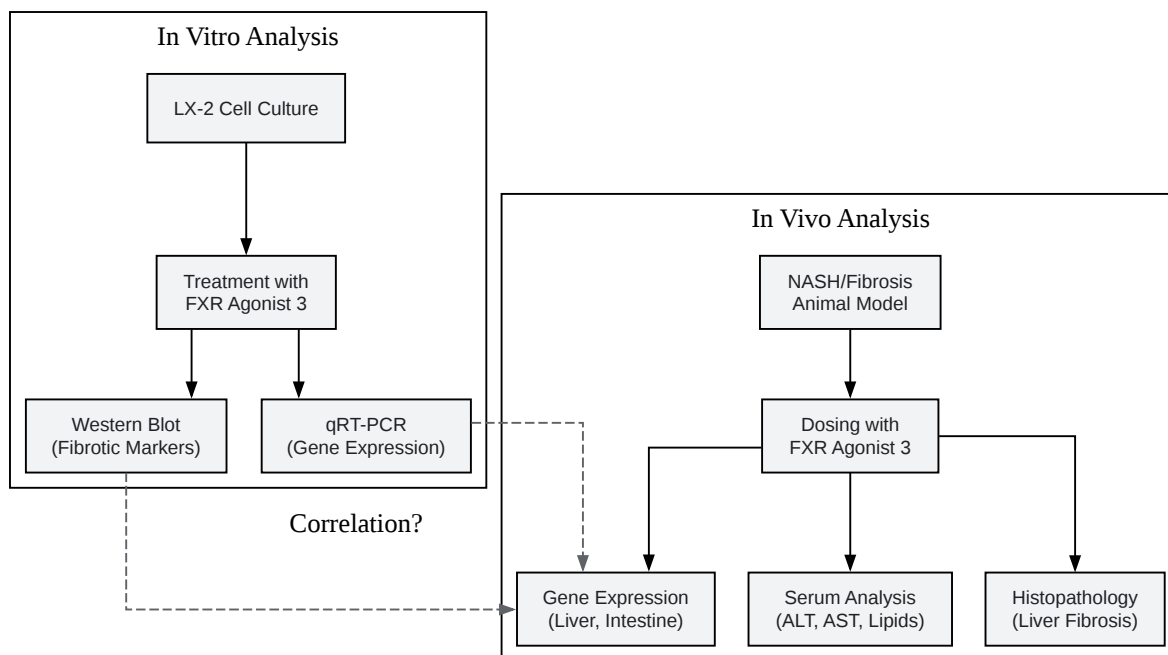 In Vitro Analysis
LX-2 Cell Culture
Treatment with
FXR Agonist 3
Western Blot
(Fibrotic Markers)
qRT-PCR
(Gene Expression)
Correlation?
In Vivo Analysis
NASH/Fibrosis
Animal Model
Dosing with
FXR Agonist 3
Gene Expression
(Liver, Intestine)
Serum Analysis
(ALT, AST, Lipids)
Histopathology
(Liver Fibrosis)